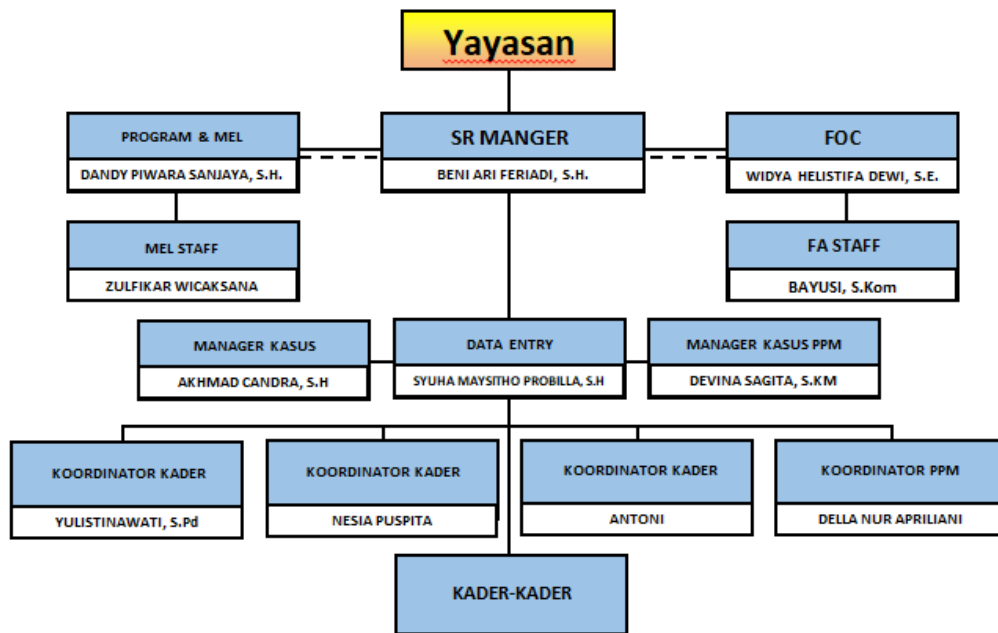 Yayasan
PROGRAM & MEL
DANDY PIWARA SANJAYA, S.H.
SR MANGER
BENI ARI FERIADI, S.H.
FOC
WIDYA HELISTIFA DEWI, S.E.
MEL STAFF
ZULFIKAR WICAKSANA
FA STAFF
BAYUSI, S.Kom
MANAGER KASUS
AKHMAD CANDRA, S.H
DATA ENTRY
SYUHA MAYSITHO PROBILLA, S.H
MANAGER KASUS PPM
DEVINA SAGITA, S.KM
KOORDINATOR KADER
YULISTINAWATI, S.Pd
KOORDINATOR KADER
NESIA PUSPITA
KOORDINATOR KADER
ANTONI
KOORDINATOR PPM
DELLA NUR APRILIANI
KADER-KADER